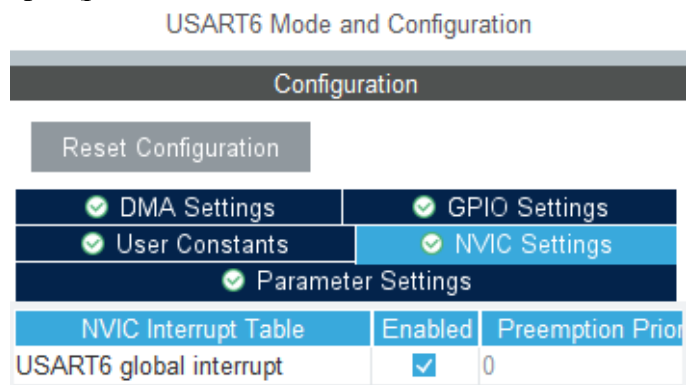 USART6 Mode and Configuration
Configuration
Reset Configuration
DMA Settings GPIO Settings
User Constants NVIC Settings
Parameter Settings
NVIC Interrupt Table Enabled Preemption Prior
USART6 global interrupt 0